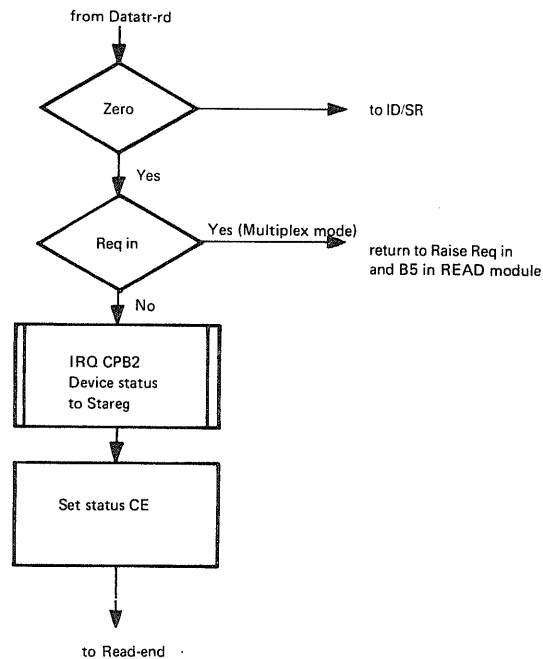 from Datatr-rd
Zero
to ID/SR
Yes
Req in
Yes (Multiplex mode)
return to Raise Req in
and B5 in READ module
No
IRQ CPB2
Device status
to Stareg
Set status CE
to Read-end